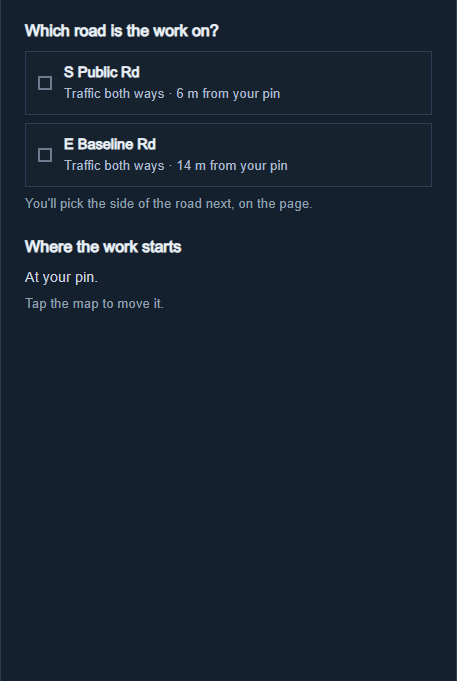 Which road is the work on?
S Public Rd
Traffic both ways · 6 m from your pin
E Baseline Rd
Traffic both ways · 14 m from your pin
You'll pick the side of the road next, on the page.
Where the work starts
At your pin.
Tap the map to move it.